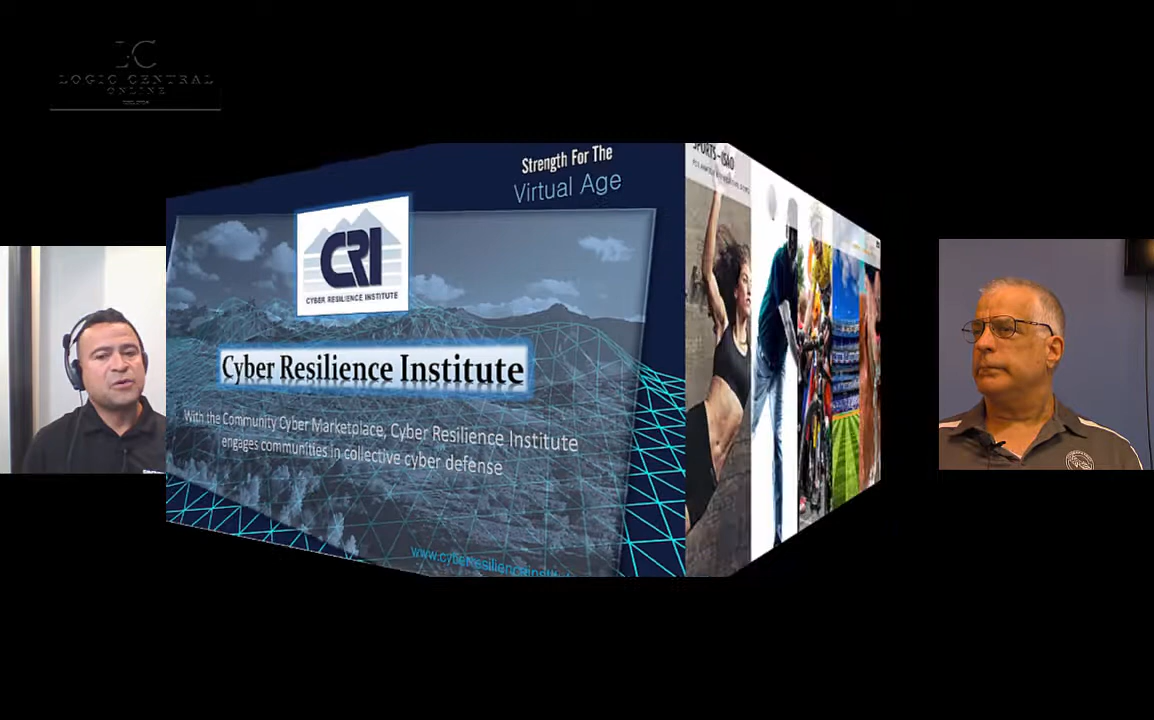 LC
LOGIC CENTRAL
ONLINE
Strength For The
Virtual Age
CRI
CYBER RESILIENCE INSTITUTE
Cyber Resilience Institute
With the Community Cyber Marketplace, Cyber Resilience Institute
engages communities in collective cyber defense
SPORTS-ISAO